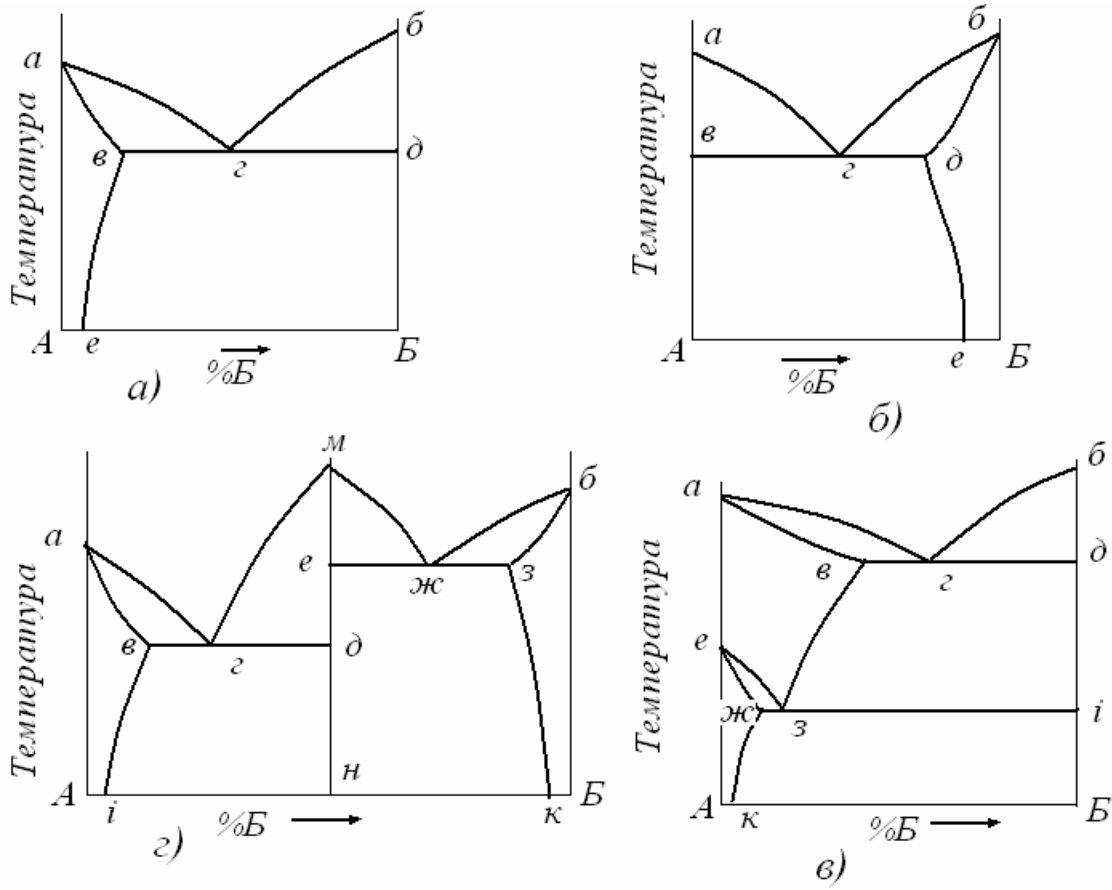 б
а
Температура
в
г
д
А
е
%Б
Б
а)
б
а
Температура
в
г
д
А
%Б
е
Б
б)
м
б
а
Температура
е
ж
з
в
г
д
н
А
і
%Б
к
Б
г)
б
а
Температура
в
г
д
е
ж
з
і
А
к
%Б
Б
в)